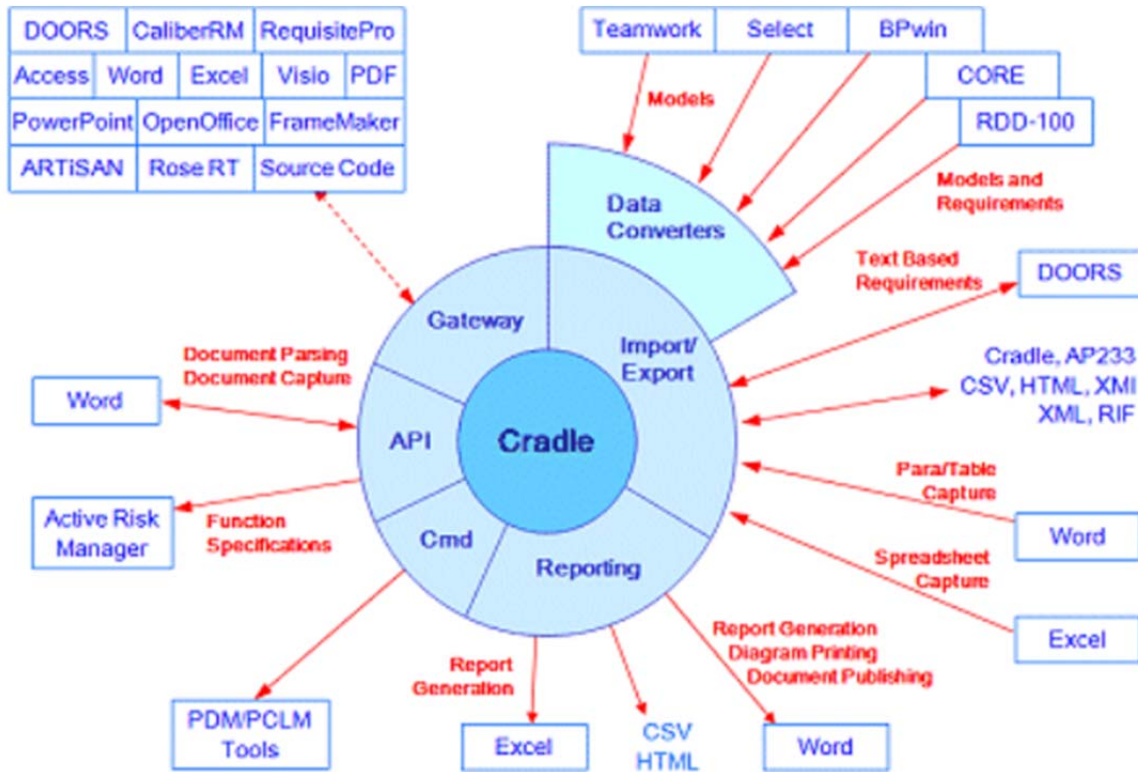 DOORS CaliberRM RequisitePro
Access Word Excel Visio PDF
PowerPoint OpenOffice FrameMaker
ARTiSAN Rose RT Source Code
Teamwork Select BPwin
CORE
RDD-100
Models
Models and
Requirements
Data
Converters
Text Based
Requirements
DOORS
Gateway
Import/
Export
Cradle, AP233
CSV, HTML, XMI
XML, RIF
Document Parsing
Document Capture
Word
API
Cradle
Para/Table
Capture
Word
Active Risk
Manager
Function
Specifications
Cmd
Reporting
Spreadsheet
Capture
Excel
Report
Generation
Report Generation
Diagram Printing
Document Publishing
PDM/PCLM
Tools
Excel
CSV
HTML
Word